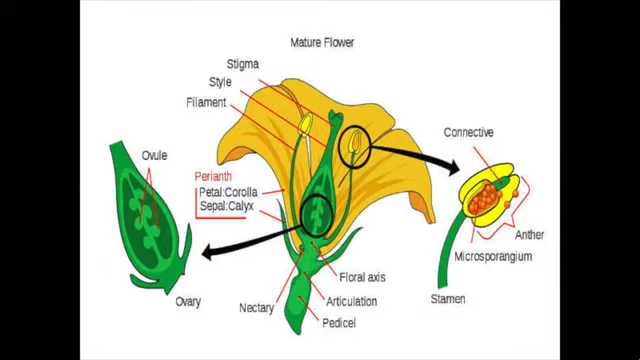 Mature Flower
Stigma
Style
Filament
Connective
Ovule
Perianth
Petal:Corolla
Sepal:Calyx
Anther
Microsporangium
Floral axis
Ovary
Nectary
Articulation
Stamen
Pedicel